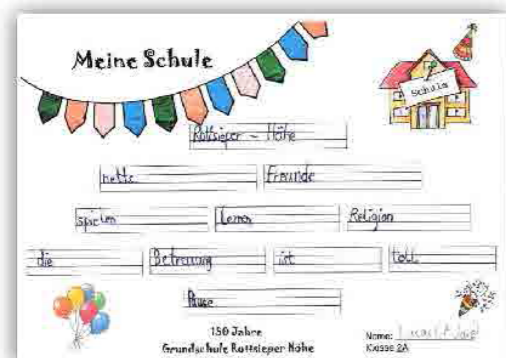 Meine Schule
Schule
Rottsieper - Höhe
nette Freunde
spielen Lernen Religion
die Betreuung ist toll
Pause
150 Jahre
Grundschule Rottsieper Höhe
Name:
Klasse 2A